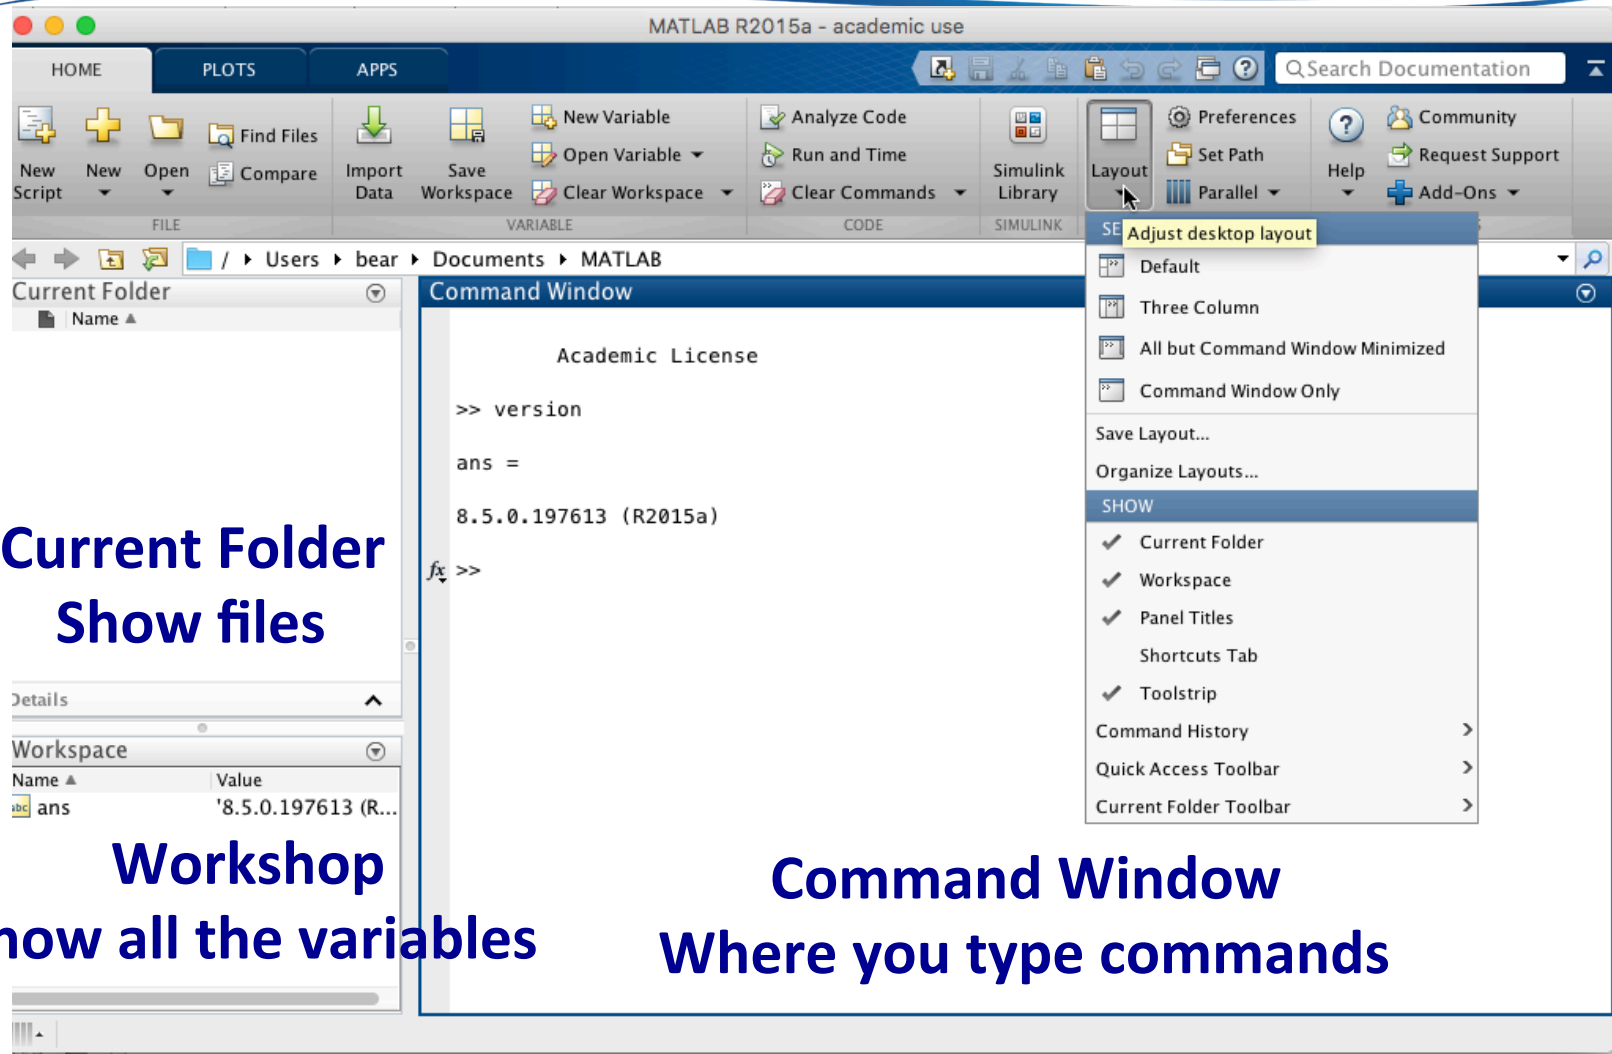 MATLAB R2015a - academic use
HOME PLOTS APPS Search Documentation
New Script New Open Find Files Compare
FILE
Import Data Save Workspace New Variable Open Variable Clear Workspace
VARIABLE
Analyze Code Run and Time Clear Commands
CODE
Simulink Library
SIMULINK
Layout Preferences Set Path Parallel
Help Community Request Support Add-Ons
Adjust desktop layout
/ Users bear Documents MATLAB
Current Folder
Name
Current Folder
Show files
Details
Workspace
Name Value
abc ans '8.5.0.197613 (R...
Workshop
how all the variables
Command Window
Academic License
>> version
ans =
8.5.0.197613 (R2015a)
fx >>
Command Window
Where you type commands
SE
Default
Three Column
All but Command Window Minimized
Command Window Only
Save Layout...
Organize Layouts...
SHOW
✓ Current Folder
✓ Workspace
✓ Panel Titles
Shortcuts Tab
✓ Toolstrip
Command History
Quick Access Toolbar
Current Folder Toolbar